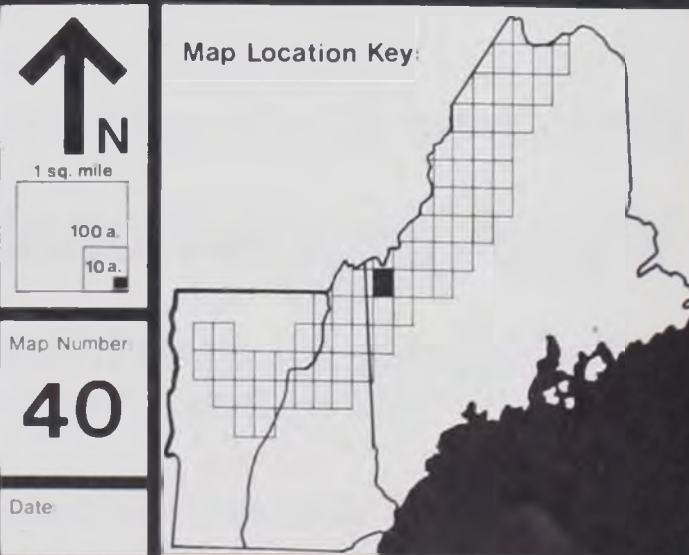 N
1 sq. mile
100 a.
10 a.
Map Number
40
Date
Map Location Key: